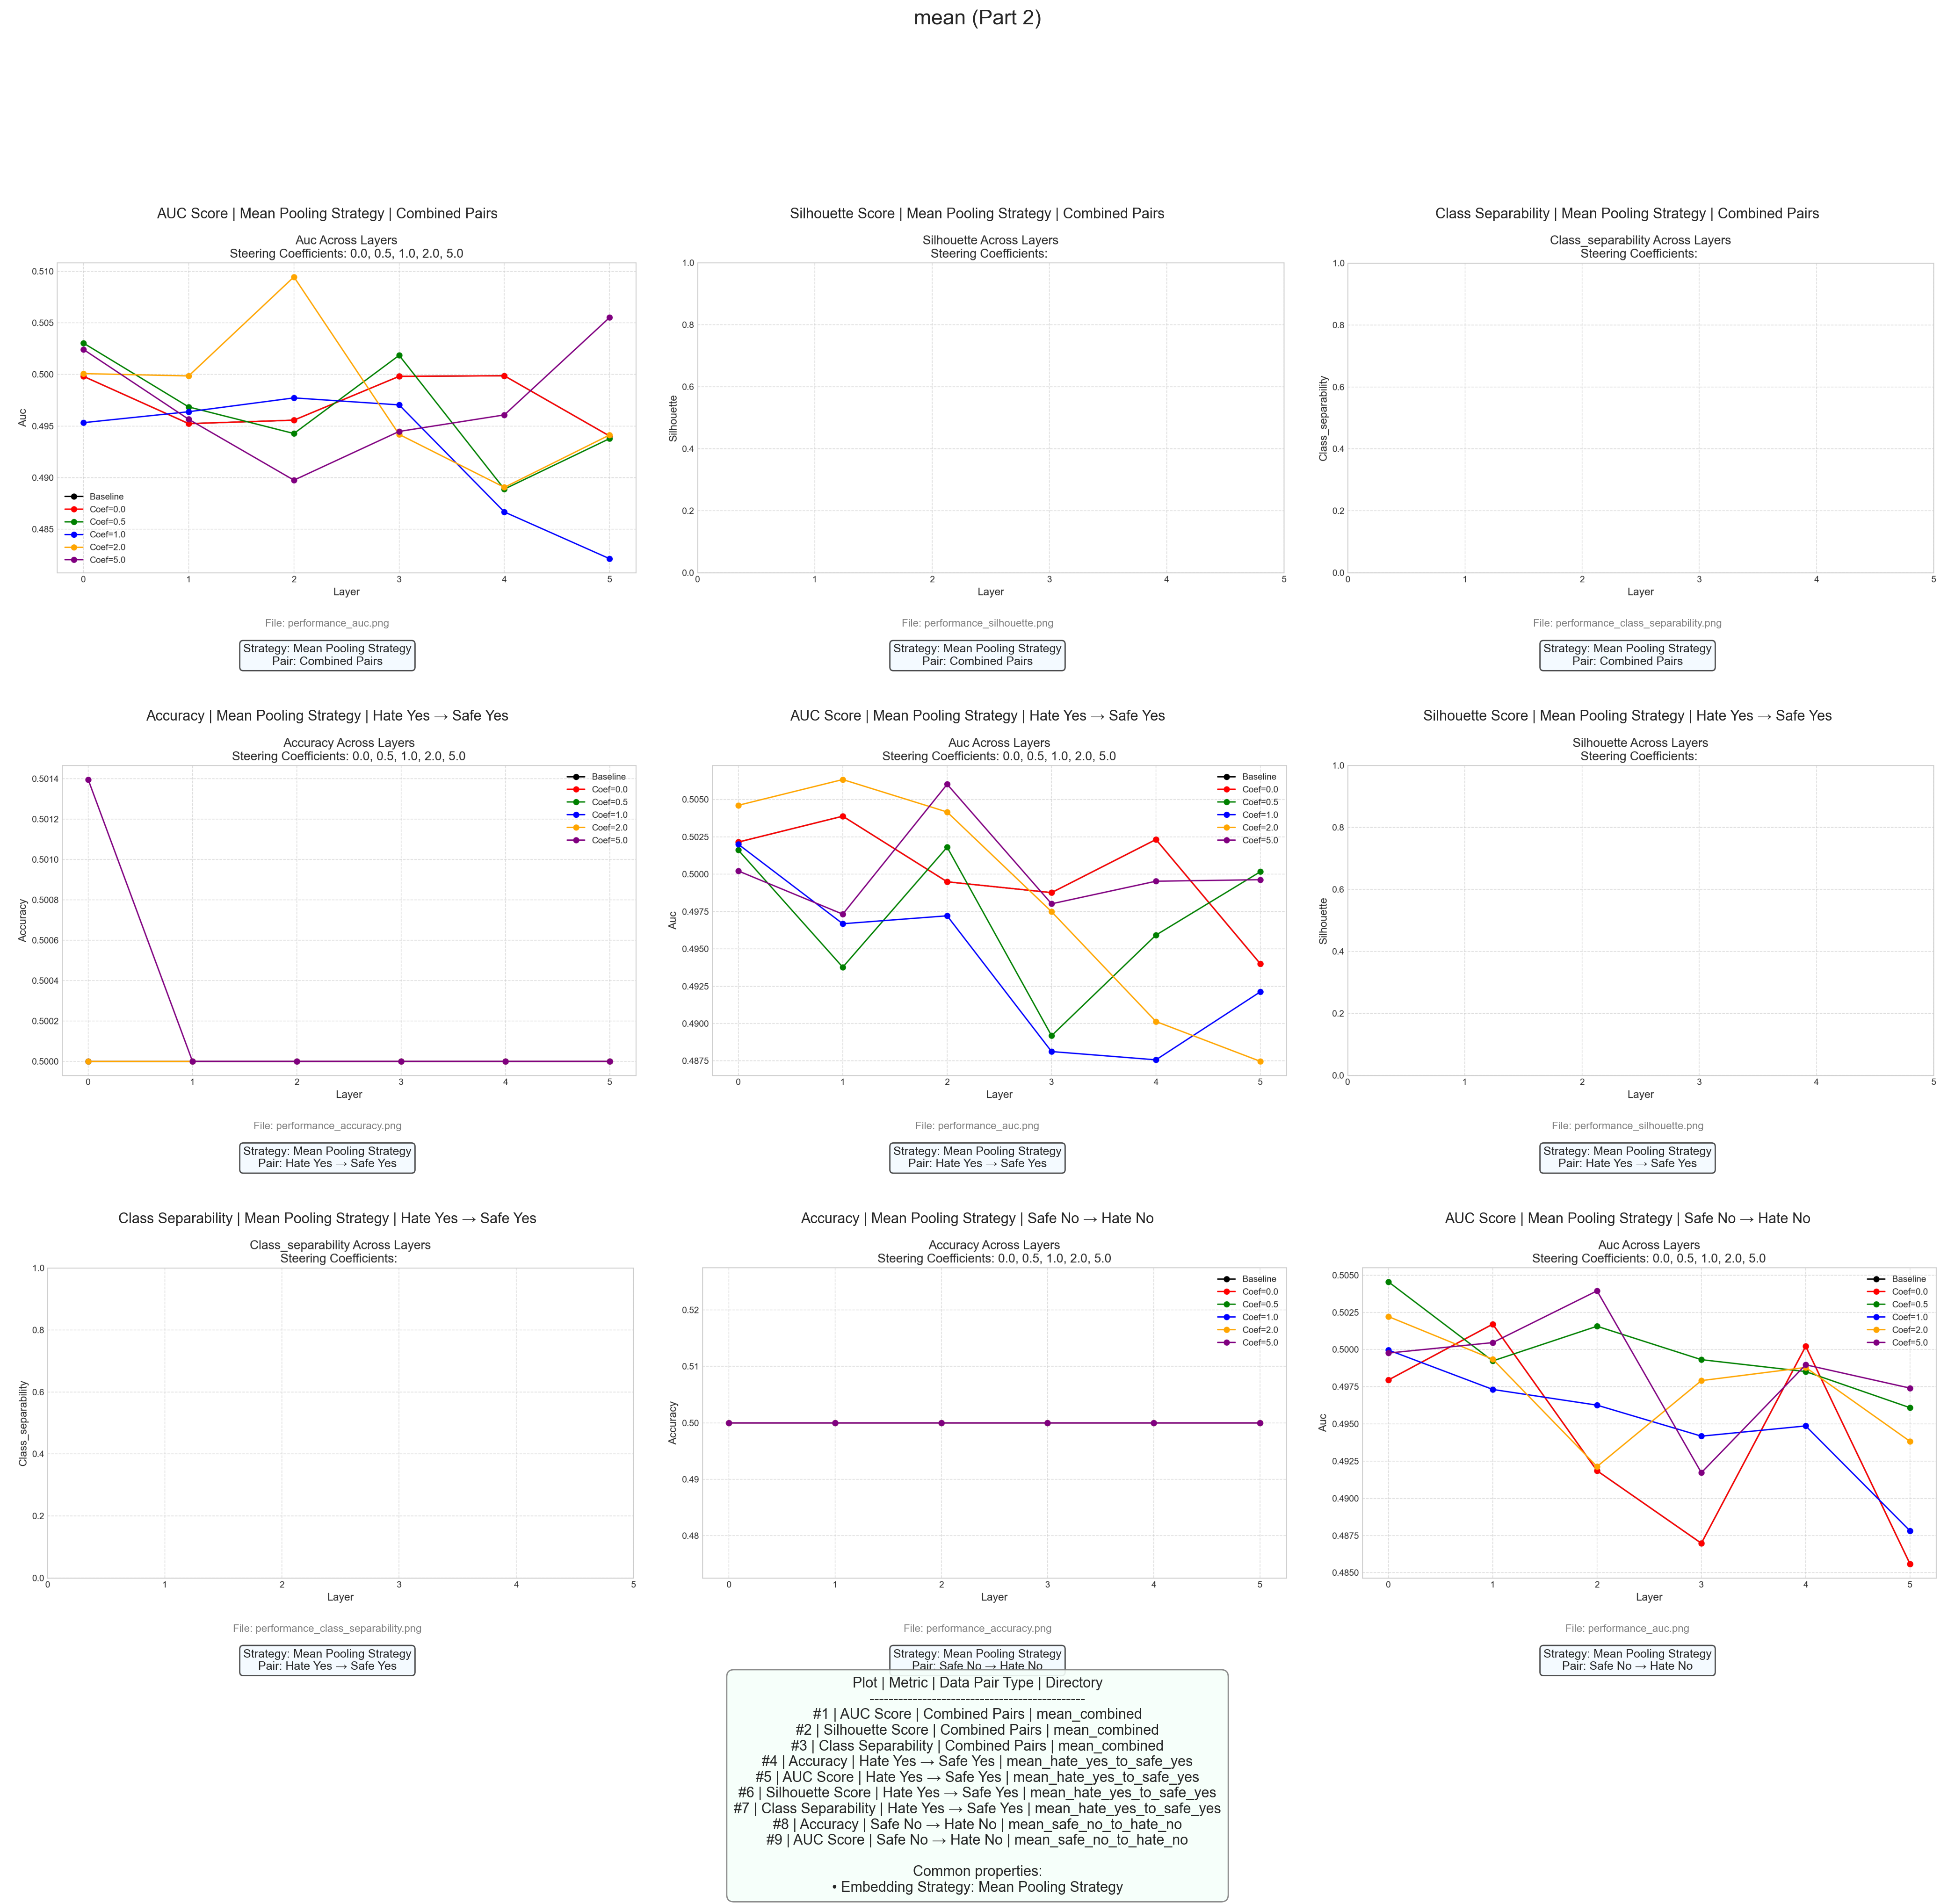 mean (Part 2)
AUC Score | Mean Pooling Strategy | Combined Pairs
Auc Across Layers
Steering Coefficients: 0.0, 0.5, 1.0, 2.0, 5.0
0.510
0.505
0.500
0.495
0.490
0.485
Auc
Baseline
Coef=0.0
Coef=0.5
Coef=1.0
Coef=2.0
Coef=5.0
0 1 2 3 4 5
Layer
File: performance_auc.png
Strategy: Mean Pooling Strategy
Pair: Combined Pairs
Silhouette Score | Mean Pooling Strategy | Combined Pairs
Silhouette Across Layers
Steering Coefficients:
1.0
0.8
0.6
0.4
0.2
0.0
Silhouette
0 1 2 3 4 5
Layer
File: performance_silhouette.png
Strategy: Mean Pooling Strategy
Pair: Combined Pairs
Class Separability | Mean Pooling Strategy | Combined Pairs
Class_separability Across Layers
Steering Coefficients:
1.0
0.8
0.6
0.4
0.2
0.0
Class_separability
0 1 2 3 4 5
Layer
File: performance_class_separability.png
Strategy: Mean Pooling Strategy
Pair: Combined Pairs
Accuracy | Mean Pooling Strategy | Hate Yes → Safe Yes
Accuracy Across Layers
Steering Coefficients: 0.0, 0.5, 1.0, 2.0, 5.0
0.5014
0.5012
0.5010
0.5008
0.5006
0.5004
0.5002
0.5000
Accuracy
Baseline
Coef=0.0
Coef=0.5
Coef=1.0
Coef=2.0
Coef=5.0
0 1 2 3 4 5
Layer
File: performance_accuracy.png
Strategy: Mean Pooling Strategy
Pair: Hate Yes → Safe Yes
AUC Score | Mean Pooling Strategy | Hate Yes → Safe Yes
Auc Across Layers
Steering Coefficients: 0.0, 0.5, 1.0, 2.0, 5.0
0.5050
0.5025
0.5000
0.4975
0.4950
0.4925
0.4900
0.4875
Auc
Baseline
Coef=0.0
Coef=0.5
Coef=1.0
Coef=2.0
Coef=5.0
0 1 2 3 4 5
Layer
File: performance_auc.png
Strategy: Mean Pooling Strategy
Pair: Hate Yes → Safe Yes
Silhouette Score | Mean Pooling Strategy | Hate Yes → Safe Yes
Silhouette Across Layers
Steering Coefficients:
1.0
0.8
0.6
0.4
0.2
0.0
Silhouette
0 1 2 3 4 5
Layer
File: performance_silhouette.png
Strategy: Mean Pooling Strategy
Pair: Hate Yes → Safe Yes
Class Separability | Mean Pooling Strategy | Hate Yes → Safe Yes
Class_separability Across Layers
Steering Coefficients:
1.0
0.8
0.6
0.4
0.2
0.0
Class_separability
0 1 2 3 4 5
Layer
File: performance_class_separability.png
Strategy: Mean Pooling Strategy
Pair: Hate Yes → Safe Yes
Accuracy | Mean Pooling Strategy | Safe No → Hate No
Accuracy Across Layers
Steering Coefficients: 0.0, 0.5, 1.0, 2.0, 5.0
0.52
0.51
0.50
0.49
0.48
Accuracy
Baseline
Coef=0.0
Coef=0.5
Coef=1.0
Coef=2.0
Coef=5.0
0 1 2 3 4 5
Layer
File: performance_accuracy.png
Strategy: Mean Pooling Strategy
Pair: Safe No → Hate No
AUC Score | Mean Pooling Strategy | Safe No → Hate No
Auc Across Layers
Steering Coefficients: 0.0, 0.5, 1.0, 2.0, 5.0
0.5050
0.5025
0.5000
0.4975
0.4950
0.4925
0.4900
0.4875
0.4850
Auc
Baseline
Coef=0.0
Coef=0.5
Coef=1.0
Coef=2.0
Coef=5.0
0 1 2 3 4 5
Layer
File: performance_auc.png
Strategy: Mean Pooling Strategy
Pair: Safe No → Hate No
Plot | Metric | Data Pair Type | Directory
---------------------------------------------
#1 | AUC Score | Combined Pairs | mean_combined
#2 | Silhouette Score | Combined Pairs | mean_combined
#3 | Class Separability | Combined Pairs | mean_combined
#4 | Accuracy | Hate Yes → Safe Yes | mean_hate_yes_to_safe_yes
#5 | AUC Score | Hate Yes → Safe Yes | mean_hate_yes_to_safe_yes
#6 | Silhouette Score | Hate Yes → Safe Yes | mean_hate_yes_to_safe_yes
#7 | Class Separability | Hate Yes → Safe Yes | mean_hate_yes_to_safe_yes
#8 | Accuracy | Safe No → Hate No | mean_safe_no_to_hate_no
#9 | AUC Score | Safe No → Hate No | mean_safe_no_to_hate_no
Common properties:
• Embedding Strategy: Mean Pooling Strategy